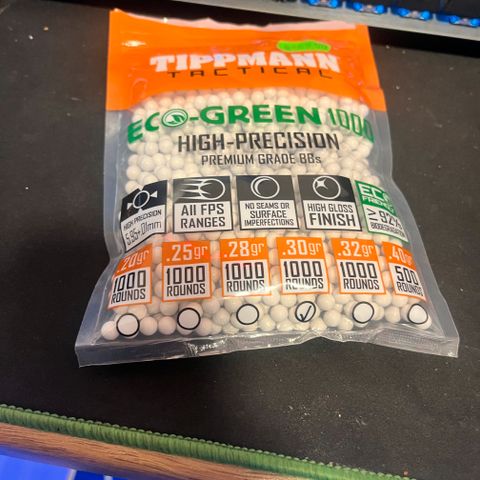 TIPPMANN
TACTICAL
ECO-GREEN 1000
HIGH-PRECISION
PREMIUM GRADE BBs
HIGH PRECISION
5.95±.01mm
All FPS
RANGES
NO SEAMS OR
SURFACE
IMPERFECTIONS
HIGH GLOSS
FINISH
ECO
FRIENDLY
≥92%
BIODEGRADATION
.20gr
1000
ROUNDS
.25gr
1000
ROUNDS
.28gr
1000
ROUNDS
.30gr
1000
ROUNDS
.32gr
1000
ROUNDS
.40gr
500
ROUNDS